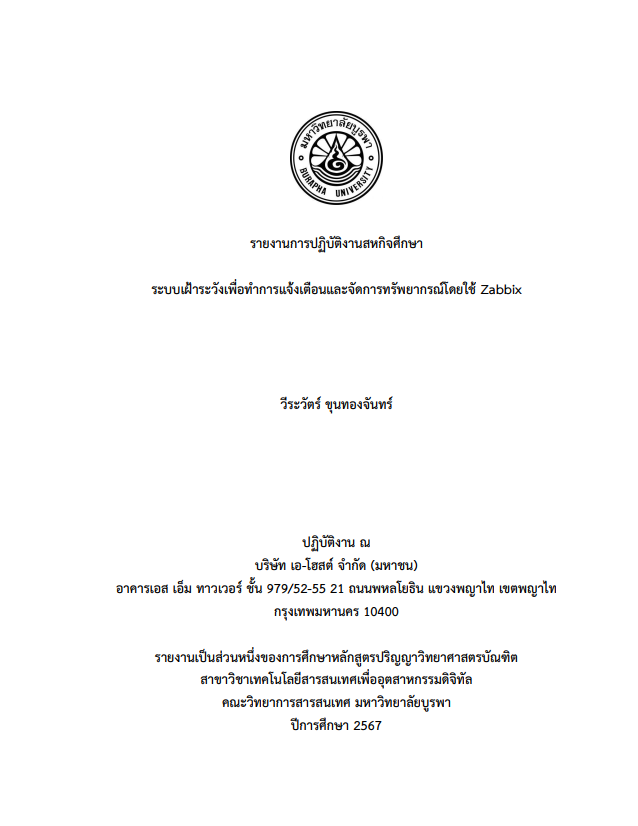 มหาวิทยาลัยบูรพา
BURAPHA UNIVERSITY
รายงานการปฏิบัติงานสหกิจศึกษา
ระบบเฝ้าระวังเพื่อทำการแจ้งเตือนและจัดการทรัพยากรณ์โดยใช้ Zabbix
วีระวัตร์ ขุนทองจันทร์
ปฏิบัติงาน ณ
บริษัท เอ-โฮสต์ จำกัด (มหาชน)
อาคารเอส เอ็ม ทาวเวอร์ ชั้น 979/52-55 21 ถนนพหลโยธิน แขวงพญาไท เขตพญาไท
กรุงเทพมหานคร 10400
รายงานเป็นส่วนหนึ่งของการศึกษาหลักสูตรปริญญาวิทยาศาสตรบัณฑิต
สาขาวิชาเทคโนโลยีสารสนเทศเพื่ออุตสาหกรรมดิจิทัล
คณะวิทยาการสารสนเทศ มหาวิทยาลัยบูรพา
ปีการศึกษา 2567